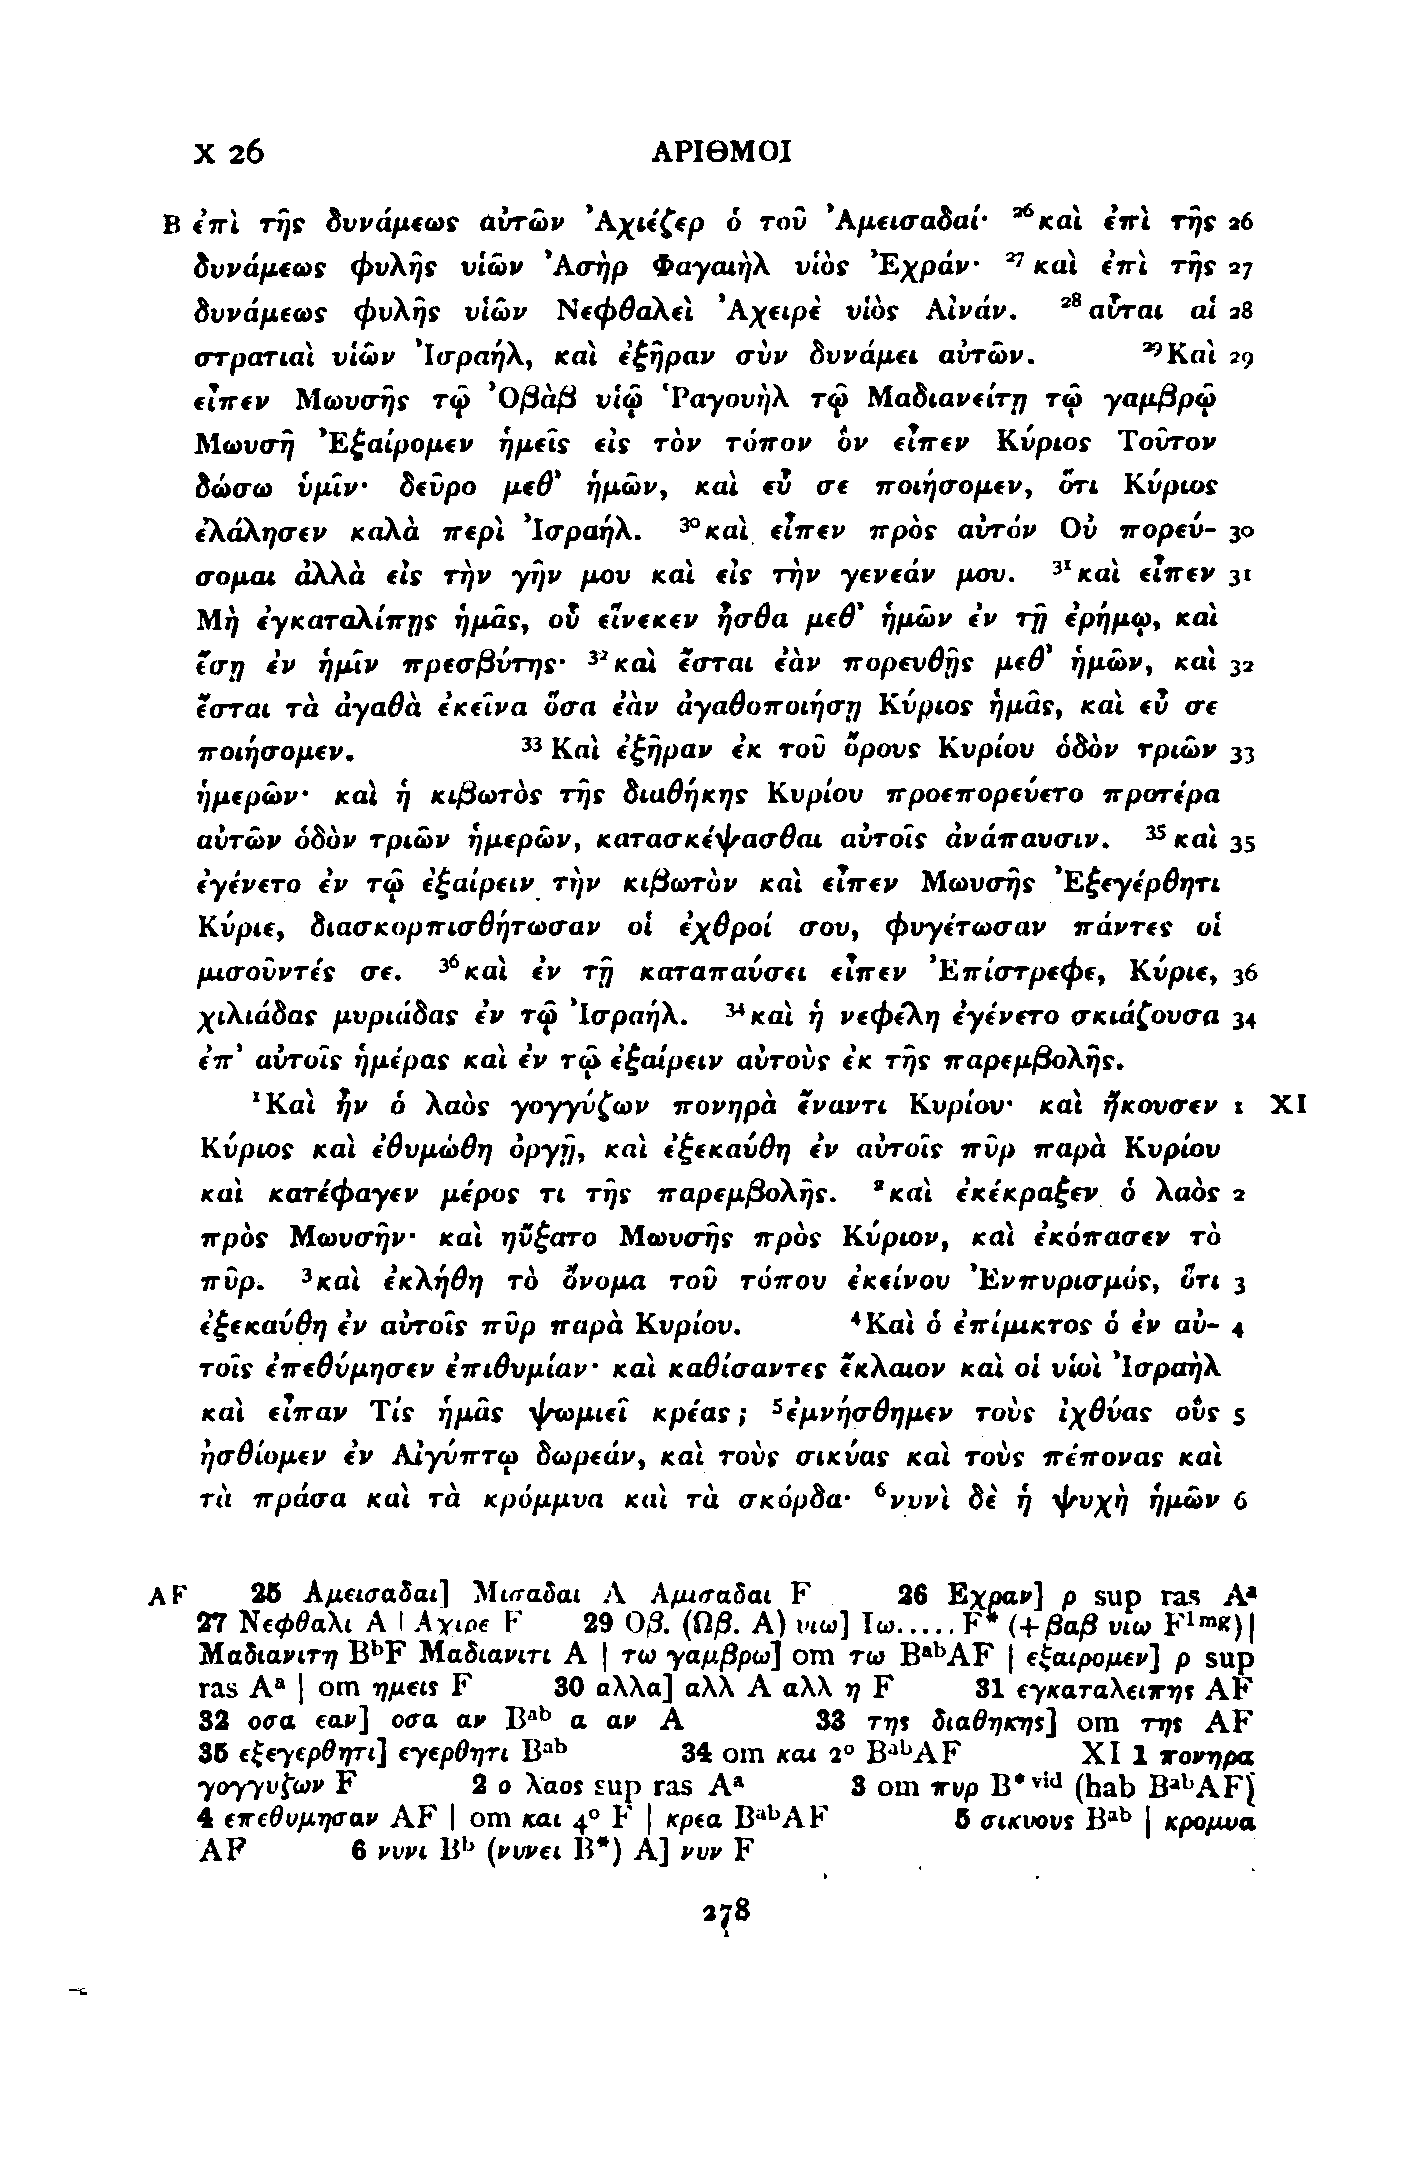 X 26 ΑΡΙΘΜΟΙ
B ἐπὶ τῆς δυνάμεως αὐτῶν Ἀχιέζερ ὁ τοῦ Ἀμεισαδαί· ²⁶καὶ ἐπὶ τῆς 26
δυνάμεως φυλῆς υἱῶν Ἀσὴρ Φαγαιὴλ υἱὸς Ἐχράν· ²⁷καὶ ἐπὶ τῆς 27
δυνάμεως φυλῆς υἱῶν Νεφθαλεὶ Ἀχειρὲ υἱὸς Αἰνάν. ²⁸αὗται αἱ 28
στρατιαὶ υἱῶν Ἰσραήλ, καὶ ἐξῆραν σὺν δυνάμει αὐτῶν. ²⁹Καὶ 29
εἶπεν Μωυσῆς τῷ Ὀβὰβ υἱῷ Ῥαγουὴλ τῷ Μαδιανείτῃ τῷ γαμβρῷ
Μωυσῆ Ἐξαίρομεν ἡμεῖς εἰς τὸν τόπον ὃν εἶπεν Κύριος Τοῦτον
δώσω ὑμῖν· δεῦρο μεθ᾽ ἡμῶν, καὶ εὖ σε ποιήσομεν, ὅτι Κύριος
ἐλάλησεν καλὰ περὶ Ἰσραήλ. ³⁰καὶ εἶπεν πρὸς αὐτόν Οὐ πορεύ- 30
σομαι ἀλλὰ εἰς τὴν γῆν μου καὶ εἰς τὴν γενεάν μου. ³¹καὶ εἶπεν 31
Μὴ ἐγκαταλίπῃς ἡμᾶς, οὗ εἵνεκεν ἦσθα μεθ᾽ ἡμῶν ἐν τῇ ἐρήμῳ, καὶ
ἔσῃ ἐν ἡμῖν πρεσβύτης· ³²καὶ ἔσται ἐὰν πορευθῇς μεθ᾽ ἡμῶν, καὶ 32
ἔσται τὰ ἀγαθὰ ἐκεῖνα ὅσα ἐὰν ἀγαθοποιήσῃ Κύριος ἡμᾶς, καὶ εὖ σε
ποιήσομεν. ³³Καὶ ἐξῆραν ἐκ τοῦ ὄρους Κυρίου ὁδὸν τριῶν 33
ἡμερῶν· καὶ ἡ κιβωτὸς τῆς διαθήκης Κυρίου προεπορεύετο προτέρα
αὐτῶν ὁδὸν τριῶν ἡμερῶν, κατασκέψασθαι αὐτοῖς ἀνάπαυσιν. ³⁵καὶ 35
ἐγένετο ἐν τῷ ἐξαίρειν τὴν κιβωτὸν καὶ εἶπεν Μωυσῆς Ἐξεγέρθητι
Κύριε, διασκορπισθήτωσαν οἱ ἐχθροί σου, φυγέτωσαν πάντες οἱ
μισοῦντές σε. ³⁶καὶ ἐν τῇ καταπαύσει εἶπεν Ἐπίστρεφε, Κύριε, 36
χιλιάδας μυριάδας ἐν τῷ Ἰσραήλ. ³⁴καὶ ἡ νεφέλη ἐγένετο σκιάζουσα 34
ἐπ᾽ αὐτοῖς ἡμέρας καὶ ἐν τῷ ἐξαίρειν αὐτοὺς ἐκ τῆς παρεμβολῆς.
¹Καὶ ἦν ὁ λαὸς γογγύζων πονηρὰ ἔναντι Κυρίου· καὶ ἤκουσεν 1 XI
Κύριος καὶ ἐθυμώθη ὀργῇ, καὶ ἐξεκαύθη ἐν αὐτοῖς πῦρ παρὰ Κυρίου
καὶ κατέφαγεν μέρος τι τῆς παρεμβολῆς. ²καὶ ἐκέκραξεν ὁ λαὸς 2
πρὸς Μωυσῆν· καὶ ηὔξατο Μωυσῆς πρὸς Κύριον, καὶ ἐκόπασεν τὸ
πῦρ. ³καὶ ἐκλήθη τὸ ὄνομα τοῦ τόπου ἐκείνου Ἐνπυρισμός, ὅτι 3
ἐξεκαύθη ἐν αὐτοῖς πῦρ παρὰ Κυρίου. ⁴Καὶ ὁ ἐπίμικτος ὁ ἐν αὐ- 4
τοῖς ἐπεθύμησεν ἐπιθυμίαν· καὶ καθίσαντες ἔκλαιον καὶ οἱ υἱοὶ Ἰσραὴλ
καὶ εἶπαν Τίς ἡμᾶς ψωμιεῖ κρέας; ⁵ἐμνήσθημεν τοὺς ἰχθύας οὓς 5
ἠσθίομεν ἐν Αἰγύπτῳ δωρεάν, καὶ τοὺς σικύας καὶ τοὺς πέπονας καὶ
τὰ πράσα καὶ τὰ κρόμμυα καὶ τὰ σκόρδα· ⁶νυνὶ δὲ ἡ ψυχὴ ἡμῶν 6
AF 25 Αμεισαδαι] Μισαδαι A Αμισαδαι F 26 Εχραν] ρ sup ras Aᵃ
27 Νεφθαλι A | Αχιρε F 29 Οβ. (Ωβ. A) υιω] Ιω.....F* (+βαβ υιω F¹ᵐᵍ) |
Μαδιανιτη BᵇF Μαδιανιτι A | τω γαμβρω] om τω BᵃᵇAF | εξαιρομεν] ρ sup
ras Aᵃ | om ημεις F 30 αλλα] αλλ A αλλ η F 31 εγκαταλειπης AF
32 οσα εαν] οσα αν Bᵃᵇ α αν A 33 της διαθηκης] om της AF
35 εξεγερθητι] εγερθητι Bᵃᵇ 34 om και 2° BᵃᵇAF XI 1 πονηρα
γογγυζων F 2 ο λαος sup ras Aᵃ 3 om πυρ B*ᵛⁱᵈ (hab BᵃᵇAF)
4 επεθυμησαν AF | om και 4° F | κρεα BᵃᵇAF 5 σικυους Bᵃᵇ | κρομυα
AF 6 νυνι Bᵇ (νυνει B*) A] νυν F
278